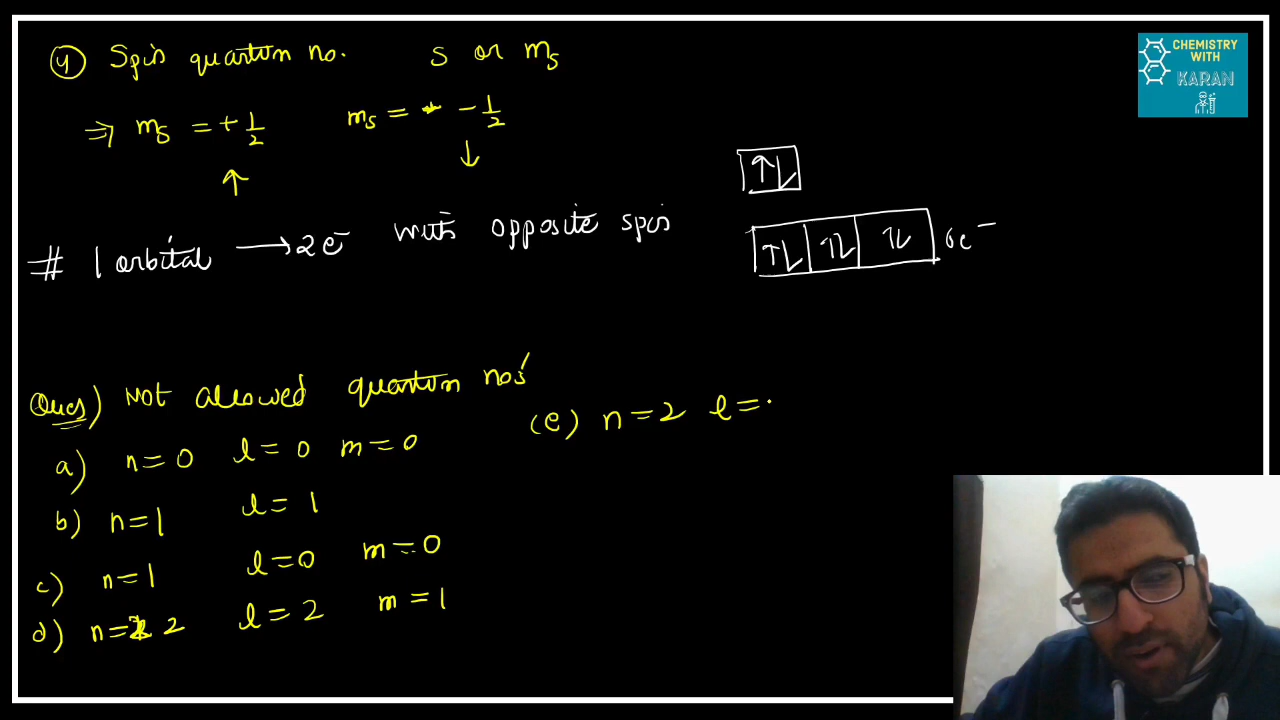 4) Spin quantum no. s or ms
CHEMISTRY WITH KARAN
⇒ ms = + 1/2 ms = - 1/2
↑ ↓
↑↓
# 1 orbital → 2e⁻ with opposite spin
↑↓ ↑↓ ↑↓ 6e⁻
Ques) Not allowed quantum nos'
a) n=0 l=0 m=0
b) n=1 l=1
c) n=1 l=0 m=0
d) n= 2 l=2 m=1
(e) n=2 l=